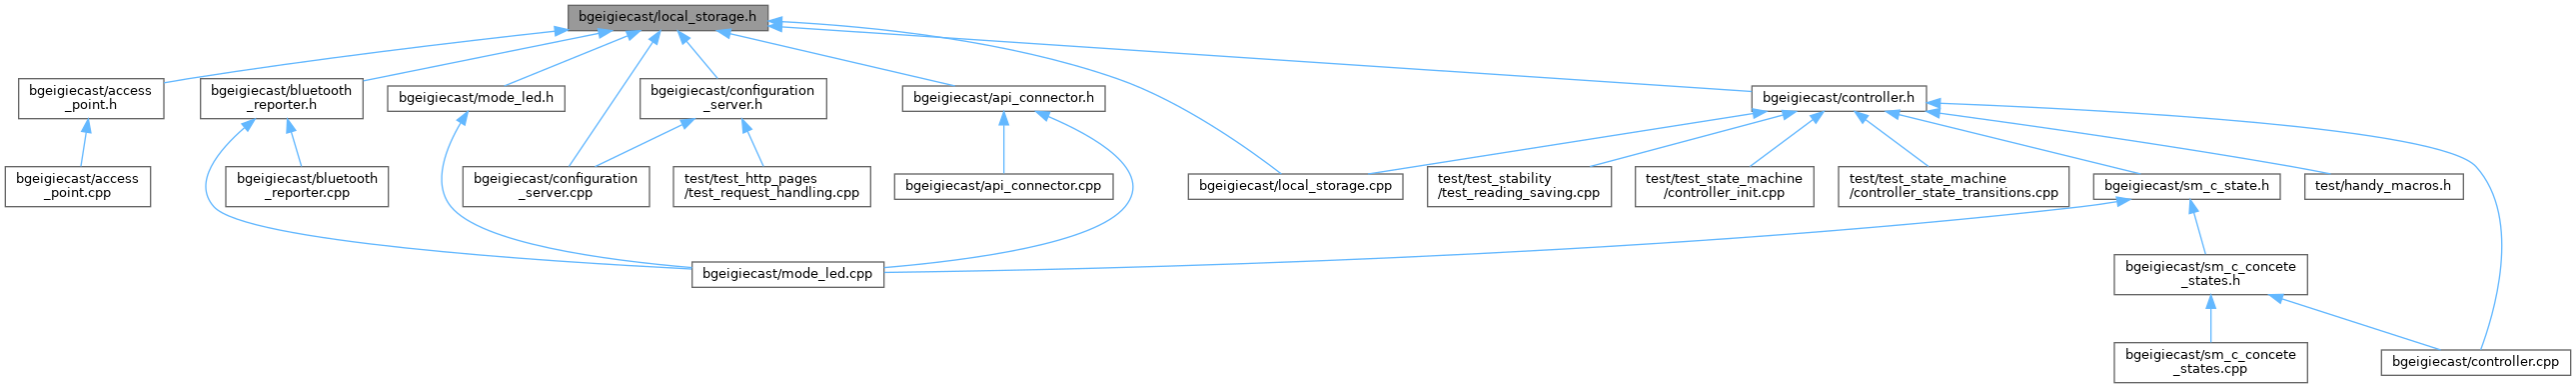 bgeigiecast/local_storage.h
bgeigiecast/access
_point.h
bgeigiecast/bluetooth
_reporter.h
bgeigiecast/mode_led.h
bgeigiecast/configuration
_server.h
bgeigiecast/api_connector.h
bgeigiecast/controller.h
bgeigiecast/access
_point.cpp
bgeigiecast/bluetooth
_reporter.cpp
bgeigiecast/configuration
_server.cpp
test/test_http_pages
/test_request_handling.cpp
bgeigiecast/api_connector.cpp
bgeigiecast/local_storage.cpp
test/test_stability
/test_reading_saving.cpp
test/test_state_machine
/controller_init.cpp
test/test_state_machine
/controller_state_transitions.cpp
bgeigiecast/sm_c_state.h
test/handy_macros.h
bgeigiecast/mode_led.cpp
bgeigiecast/sm_c_concete
_states.h
bgeigiecast/sm_c_concete
_states.cpp
bgeigiecast/controller.cpp